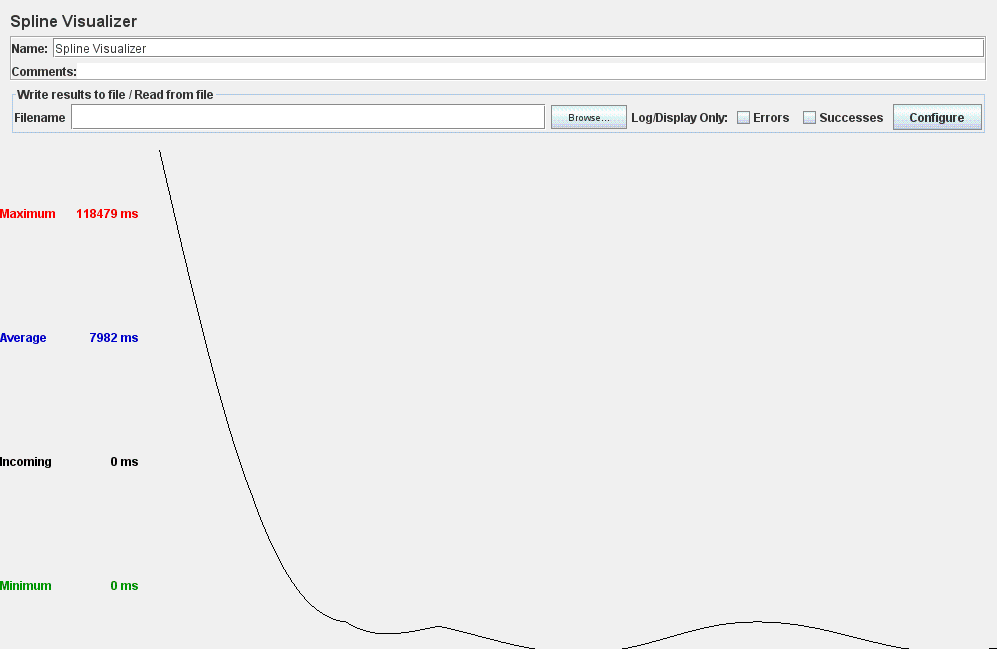 Spline Visualizer
Name: Spline Visualizer
Comments:
Write results to file / Read from file
Filename Browse... Log/Display Only: Errors Successes Configure
Maximum 118479 ms
Average 7982 ms
Incoming 0 ms
Minimum 0 ms